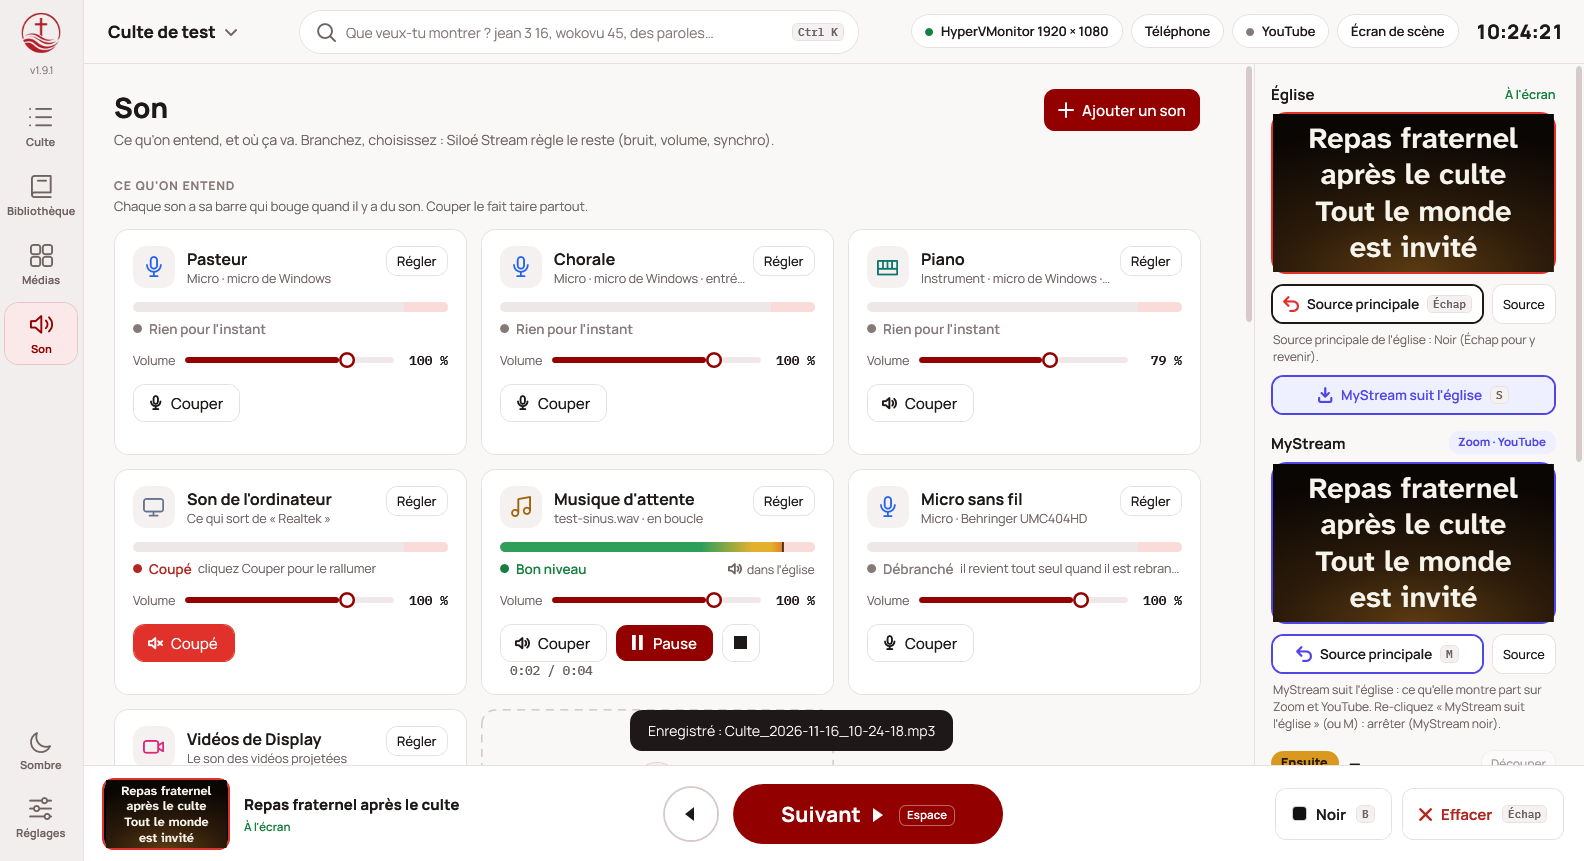 v1.9.1
Culte
Bibliothèque
Médias
Son
Sombre
Réglages
Culte de test
Que veux-tu montrer ? jean 3 16, wokovu 45, des paroles...
Ctrl K
HyperVMonitor 1920 × 1080
Téléphone
YouTube
Écran de scène
10:24:21
Son
Ce qu'on entend, et où ça va. Branchez, choisissez : Siloé Stream règle le reste (bruit, volume, synchro).
Ajouter un son
CE QU'ON ENTEND
Chaque son a sa barre qui bouge quand il y a du son. Couper le fait taire partout.
Pasteur
Micro · micro de Windows
Régler
Rien pour l'instant
Volume 100 %
Couper
Chorale
Micro · micro de Windows · entré...
Régler
Rien pour l'instant
Volume 100 %
Couper
Piano
Instrument · micro de Windows ·...
Régler
Rien pour l'instant
Volume 79 %
Couper
Son de l'ordinateur
Ce qui sort de « Realtek »
Régler
Coupé cliquez Couper pour le rallumer
Volume 100 %
Coupé
Musique d'attente
test-sinus.wav · en boucle
Régler
Bon niveau dans l'église
Volume 100 %
Couper Pause
0:02 / 0:04
Micro sans fil
Micro · Behringer UMC404HD
Régler
Débranché il revient tout seul quand il est rebran...
Volume 100 %
Couper
Vidéos de Display
Le son des vidéos projetées
Régler
Enregistré : Culte_2026-11-16_10-24-18.mp3
Église
À l'écran
Repas fraternel
après le culte
Tout le monde
est invité
Source principale Échap
Source
Source principale de l'église : Noir (Échap pour y
revenir).
MyStream suit l'église S
MyStream
Zoom · YouTube
Repas fraternel
après le culte
Tout le monde
est invité
Source principale M
Source
MyStream suit l'église : ce qu'elle montre part sur
Zoom et YouTube. Re-cliquez « MyStream suit
l'église » (ou M) : arrêter (MyStream noir).
Ensuite
Découper
Repas fraternel
après le culte
Tout le monde
est invité
Repas fraternel après le culte
À l'écran
Suivant Espace
Noir B
Effacer Échap